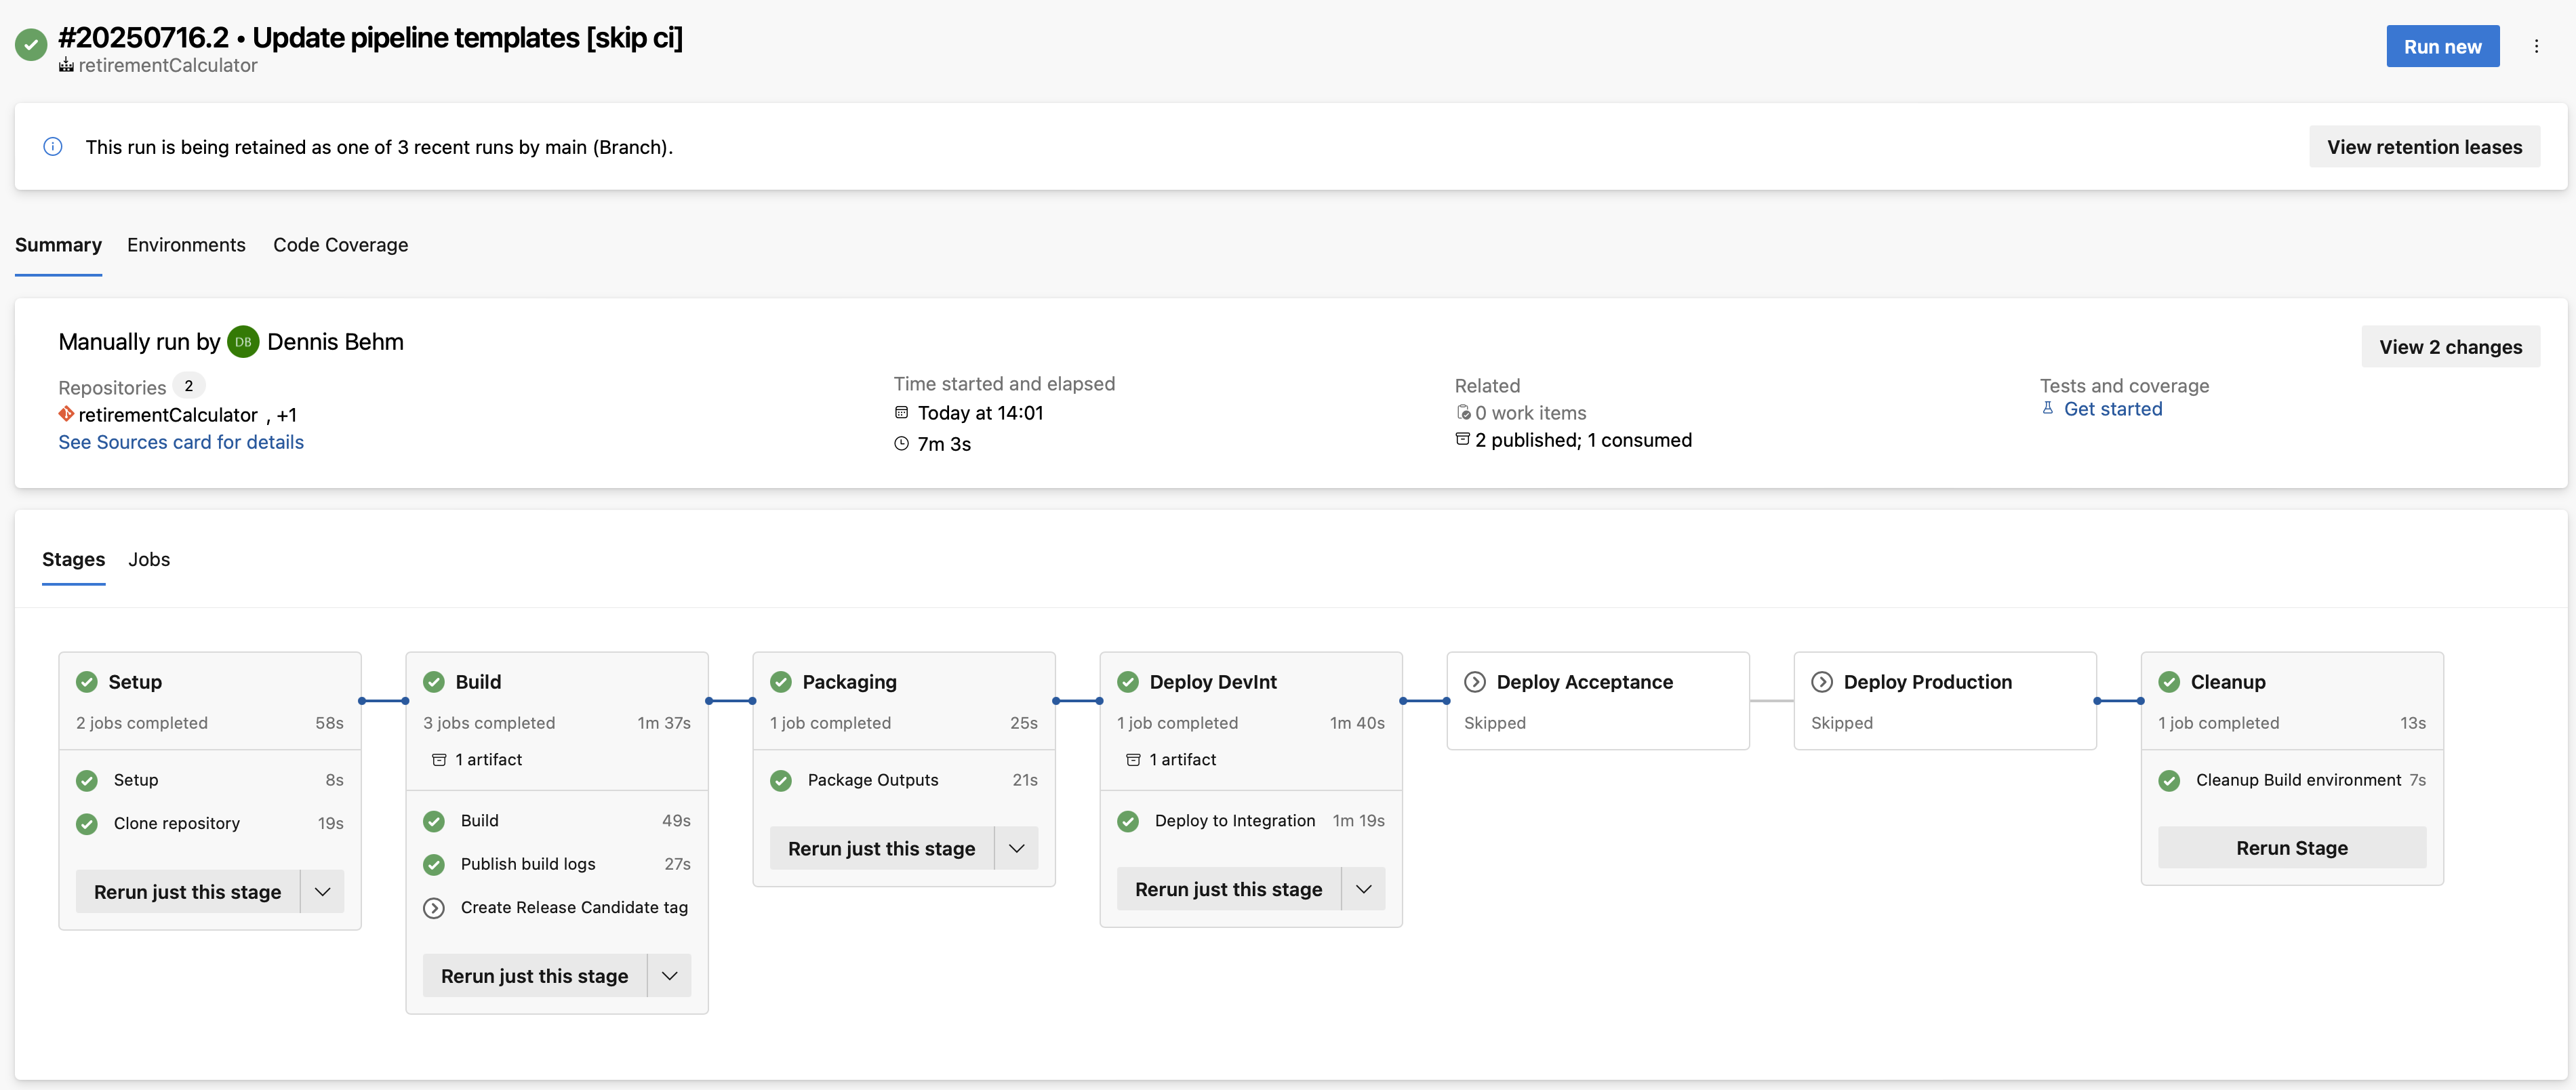 #20250716.2 • Update pipeline templates [skip ci]
retirementCalculator
Run new
This run is being retained as one of 3 recent runs by main (Branch).
View retention leases
Summary
Environments
Code Coverage
Manually run by DB Dennis Behm
View 2 changes
Repositories 2
retirementCalculator , +1
See Sources card for details
Time started and elapsed
Today at 14:01
7m 3s
Related
0 work items
2 published; 1 consumed
Tests and coverage
Get started
Stages
Jobs
Setup
2 jobs completed 58s
Setup 8s
Clone repository 19s
Rerun just this stage
Build
3 jobs completed 1m 37s
1 artifact
Build 49s
Publish build logs 27s
Create Release Candidate tag
Rerun just this stage
Packaging
1 job completed 25s
Package Outputs 21s
Rerun just this stage
Deploy DevInt
1 job completed 1m 40s
1 artifact
Deploy to Integration 1m 19s
Rerun just this stage
Deploy Acceptance
Skipped
Deploy Production
Skipped
Cleanup
1 job completed 13s
Cleanup Build environment 7s
Rerun Stage